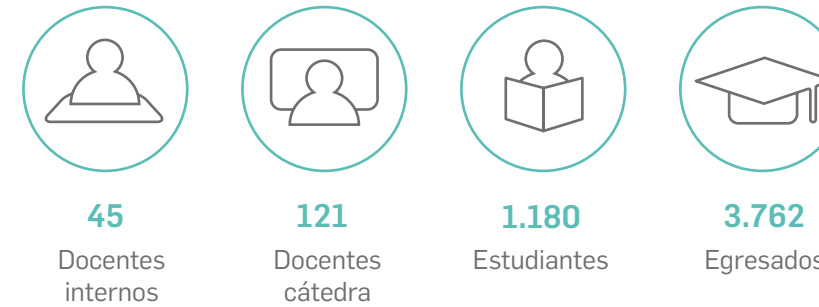 45
Docentes
internos
121
Docentes
cátedra
1.180
Estudiantes
3.762
Egresados